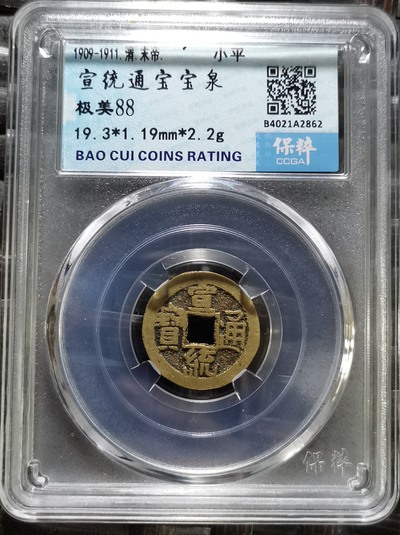 1909-1911.清.末帝. 小平
宣统通宝宝泉
极美88
19.3*1.19mm*2.2g
BAO CUI COINS RATING
B4021A2862
保粹
CCGA
宣
寶 通
統
保粹